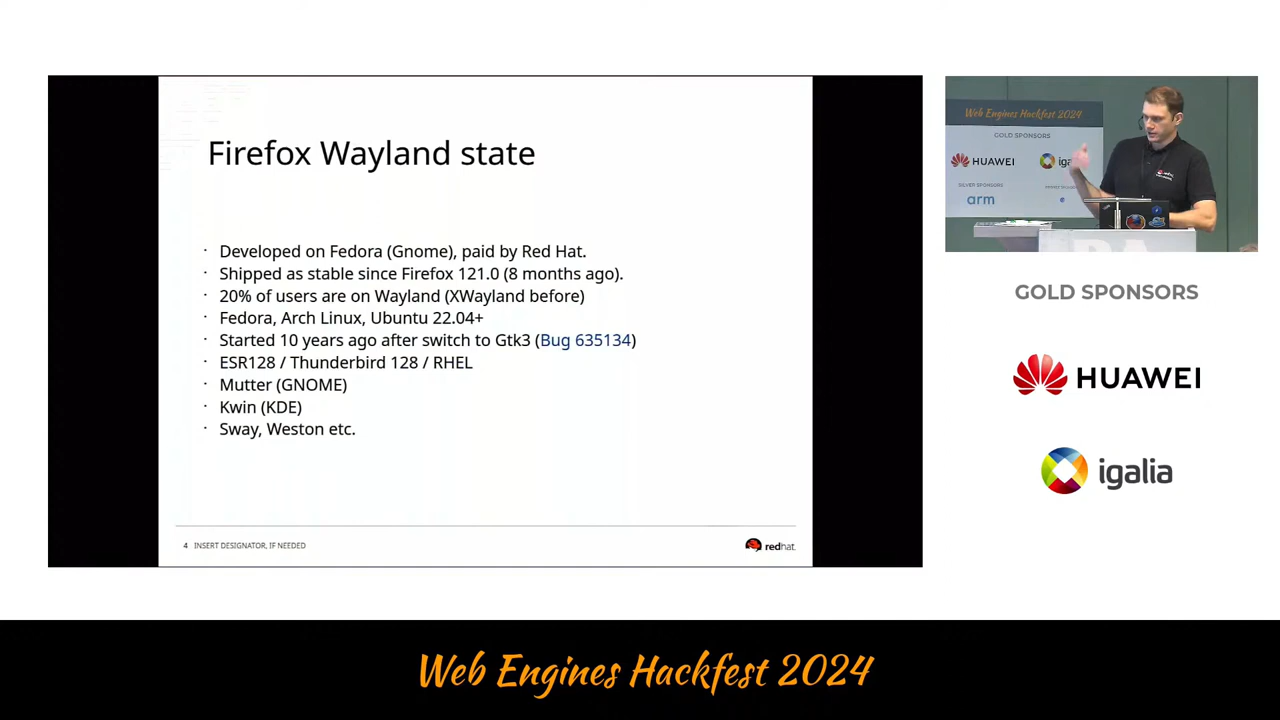 Firefox Wayland state
· Developed on Fedora (Gnome), paid by Red Hat.
· Shipped as stable since Firefox 121.0 (8 months ago).
· 20% of users are on Wayland (XWayland before)
· Fedora, Arch Linux, Ubuntu 22.04+
· Started 10 years ago after switch to Gtk3 (Bug 635134)
· ESR128 / Thunderbird 128 / RHEL
· Mutter (GNOME)
· Kwin (KDE)
· Sway, Weston etc.
4 INSERT DESIGNATOR, IF NEEDED
redhat.
Web Engines Hackfest 2024
GOLD SPONSORS
HUAWEI
SILVER SPONSORS
arm
GOLD SPONSORS
HUAWEI
igalia
Web Engines Hackfest 2024